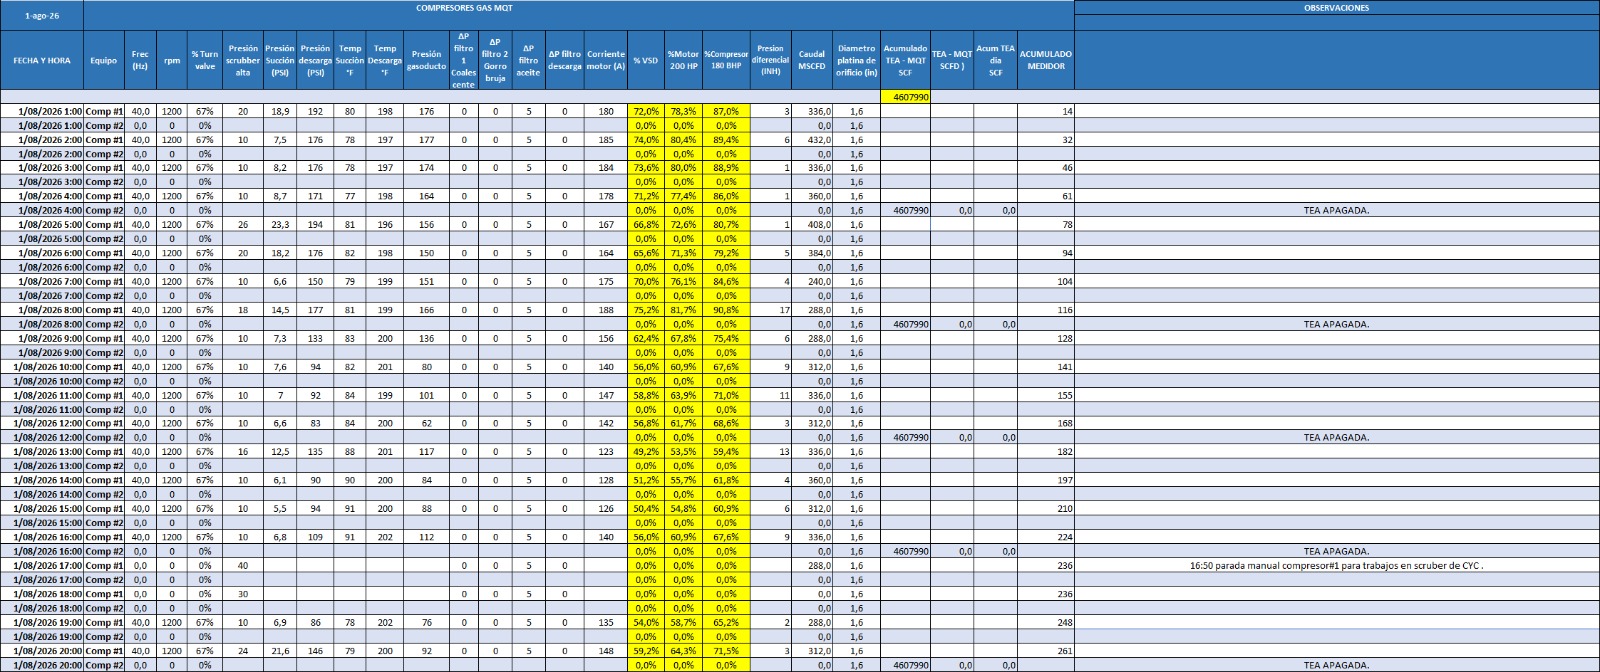 1-ago-26 COMPRESORES GAS MQT OBSERVACIONES
FECHA Y HORA Equipo Frec (Hz) rpm % Turn valve Presión scrubber alta Presión Succión (PSI) Presión descarga (PSI) Temp Succión °F Temp Descarga °F Presión gasoducto ΔP filtro 1 Coalescente ΔP filtro 2 Gorro bruja ΔP filtro aceite ΔP filtro descarga Corriente motor (A) % VSD %Motor 200 HP %Compresor 180 BHP Presion diferencial (INH) Caudal MSCFD Diametro platina de orificio (in) Acumulado TEA - MQT SCF TEA - MQT SCFD ) Acum TEA dia SCF ACUMULADO MEDIDOR
4607990
1/08/2026 1:00 Comp #1 40,0 1200 67% 20 18,9 192 80 198 176 0 0 5 0 180 72,0% 78,3% 87,0% 3 336,0 1,6 14
1/08/2026 1:00 Comp #2 0,0 0 0% 0,0% 0,0% 0,0% 0,0 1,6
1/08/2026 2:00 Comp #1 40,0 1200 67% 10 7,5 176 78 197 177 0 0 5 0 185 74,0% 80,4% 89,4% 6 432,0 1,6 32
1/08/2026 2:00 Comp #2 0,0 0 0% 0,0% 0,0% 0,0% 0,0 1,6
1/08/2026 3:00 Comp #1 40,0 1200 67% 10 8,2 176 78 197 174 0 0 5 0 184 73,6% 80,0% 88,9% 1 336,0 1,6 46
1/08/2026 3:00 Comp #2 0,0 0 0% 0,0% 0,0% 0,0% 0,0 1,6
1/08/2026 4:00 Comp #1 40,0 1200 67% 10 8,7 171 77 198 164 0 0 5 0 178 71,2% 77,4% 86,0% 1 360,0 1,6 61
1/08/2026 4:00 Comp #2 0,0 0 0% 0,0% 0,0% 0,0% 0,0 1,6 4607990 0,0 0,0 TEA APAGADA.
1/08/2026 5:00 Comp #1 40,0 1200 67% 26 23,3 194 81 196 156 0 0 5 0 167 66,8% 72,6% 80,7% 1 408,0 1,6 78
1/08/2026 5:00 Comp #2 0,0 0 0% 0,0% 0,0% 0,0% 0,0 1,6
1/08/2026 6:00 Comp #1 40,0 1200 67% 20 18,2 176 82 198 150 0 0 5 0 164 65,6% 71,3% 79,2% 5 384,0 1,6 94
1/08/2026 6:00 Comp #2 0,0 0 0% 0,0% 0,0% 0,0% 0,0 1,6
1/08/2026 7:00 Comp #1 40,0 1200 67% 10 6,6 150 79 199 151 0 0 5 0 175 70,0% 76,1% 84,6% 4 240,0 1,6 104
1/08/2026 7:00 Comp #2 0,0 0 0% 0,0% 0,0% 0,0% 0,0 1,6
1/08/2026 8:00 Comp #1 40,0 1200 67% 18 14,5 177 81 199 166 0 0 5 0 188 75,2% 81,7% 90,8% 17 288,0 1,6 116
1/08/2026 8:00 Comp #2 0,0 0 0% 0,0% 0,0% 0,0% 0,0 1,6 4607990 0,0 0,0 TEA APAGADA.
1/08/2026 9:00 Comp #1 40,0 1200 67% 10 7,3 133 83 200 136 0 0 5 0 156 62,4% 67,8% 75,4% 6 288,0 1,6 128
1/08/2026 9:00 Comp #2 0,0 0 0% 0,0% 0,0% 0,0% 0,0 1,6
1/08/2026 10:00 Comp #1 40,0 1200 67% 10 7,6 94 82 201 80 0 0 5 0 140 56,0% 60,9% 67,6% 9 312,0 1,6 141
1/08/2026 10:00 Comp #2 0,0 0 0% 0,0% 0,0% 0,0% 0,0 1,6
1/08/2026 11:00 Comp #1 40,0 1200 67% 10 7 92 84 199 101 0 0 5 0 147 58,8% 63,9% 71,0% 11 336,0 1,6 155
1/08/2026 11:00 Comp #2 0,0 0 0% 0,0% 0,0% 0,0% 0,0 1,6
1/08/2026 12:00 Comp #1 40,0 1200 67% 10 6,6 83 84 200 62 0 0 5 0 142 56,8% 61,7% 68,6% 3 312,0 1,6 168
1/08/2026 12:00 Comp #2 0,0 0 0% 0,0% 0,0% 0,0% 0,0 1,6 4607990 0,0 0,0 TEA APAGADA.
1/08/2026 13:00 Comp #1 40,0 1200 67% 16 12,5 135 88 201 117 0 0 5 0 123 49,2% 53,5% 59,4% 13 336,0 1,6 182
1/08/2026 13:00 Comp #2 0,0 0 0% 0,0% 0,0% 0,0% 0,0 1,6
1/08/2026 14:00 Comp #1 40,0 1200 67% 10 6,1 90 90 200 84 0 0 5 0 128 51,2% 55,7% 61,8% 4 360,0 1,6 197
1/08/2026 14:00 Comp #2 0,0 0 0% 0,0% 0,0% 0,0% 0,0 1,6
1/08/2026 15:00 Comp #1 40,0 1200 67% 10 5,5 94 91 200 88 0 0 5 0 126 50,4% 54,8% 60,9% 6 312,0 1,6 210
1/08/2026 15:00 Comp #2 0,0 0 0% 0,0% 0,0% 0,0% 0,0 1,6
1/08/2026 16:00 Comp #1 40,0 1200 67% 10 6,8 109 91 202 112 0 0 5 0 140 56,0% 60,9% 67,6% 9 336,0 1,6 224
1/08/2026 16:00 Comp #2 0,0 0 0% 0,0% 0,0% 0,0% 0,0 1,6 4607990 0,0 0,0 TEA APAGADA.
1/08/2026 17:00 Comp #1 40 0 0 5 0 0,0% 0,0% 0,0% 288,0 1,6 236 16:50 parada manual compresor#1 para trabajos en scruber de CYC .
1/08/2026 17:00 Comp #2 0,0 0 0% 0,0% 0,0% 0,0% 0,0 1,6
1/08/2026 18:00 Comp #1 30 0 0 5 0 0,0% 0,0% 0,0% 0,0 1,6 236
1/08/2026 18:00 Comp #2 0,0 0 0% 0,0% 0,0% 0,0% 0,0 1,6
1/08/2026 19:00 Comp #1 40,0 1200 67% 10 6,9 86 78 202 76 0 0 5 0 135 54,0% 58,7% 65,2% 2 288,0 1,6 248
1/08/2026 19:00 Comp #2 0,0 0 0% 0,0% 0,0% 0,0% 0,0 1,6
1/08/2026 20:00 Comp #1 40,0 1200 67% 24 21,6 146 79 200 92 0 0 5 0 148 59,2% 64,3% 71,5% 3 312,0 1,6 261
1/08/2026 20:00 Comp #2 0,0 0 0% 0,0% 0,0% 0,0% 0,0 1,6 4607990 0,0 0,0 TEA APAGADA.